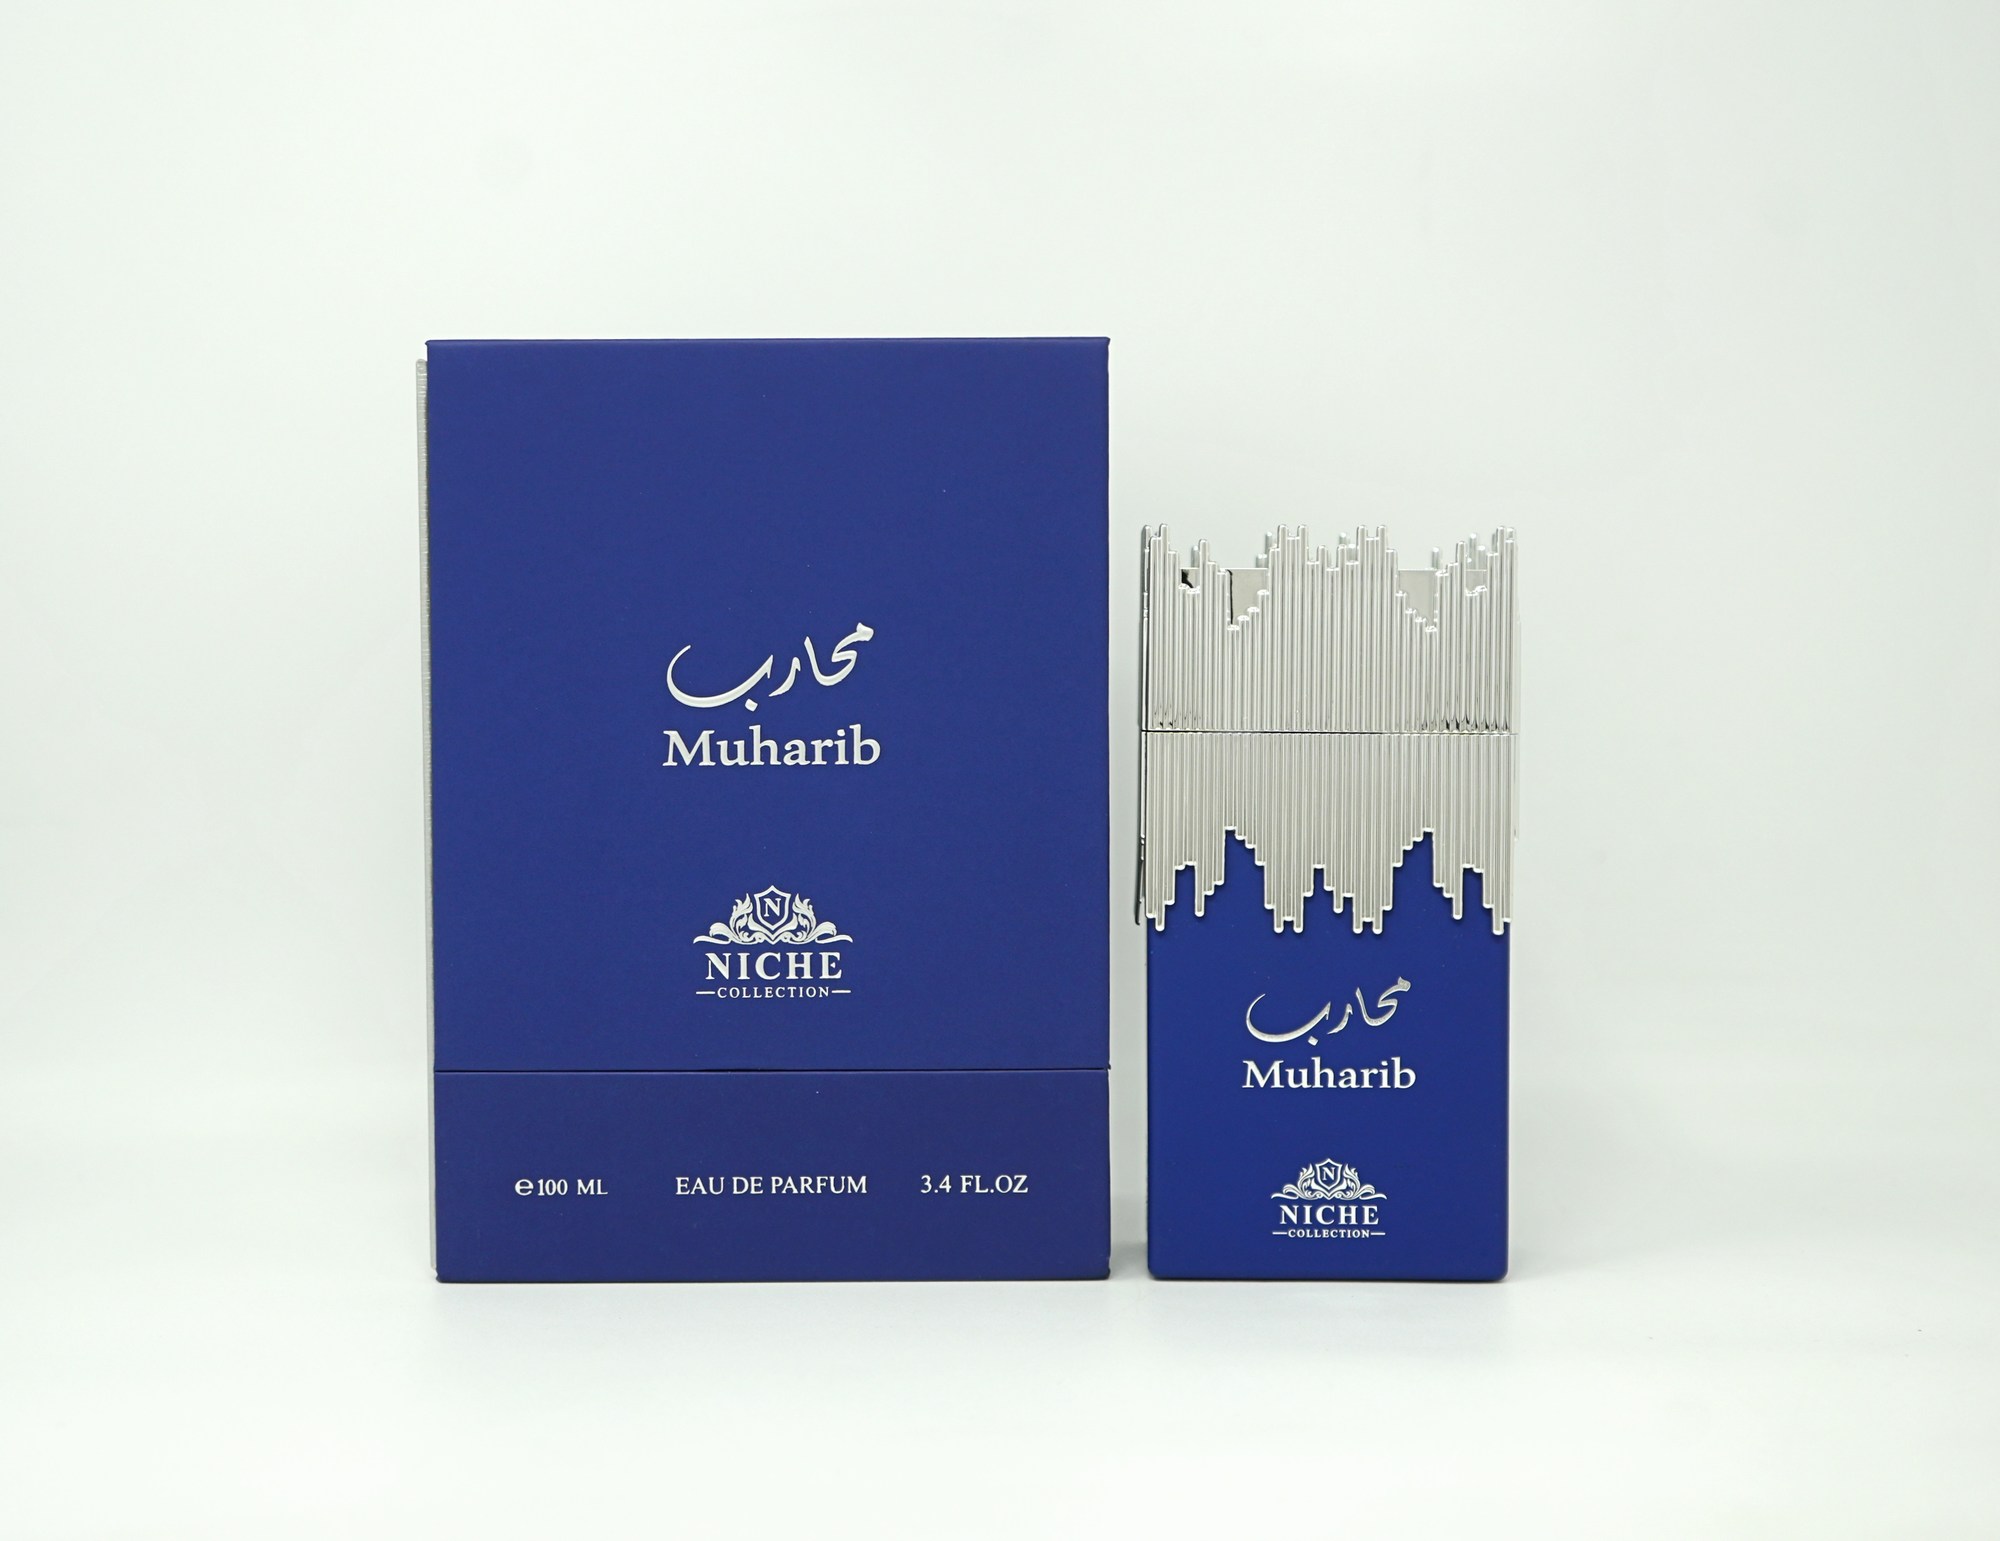 محارب
Muharib
N
NICHE
COLLECTION
℮100 ML EAU DE PARFUM 3.4 FL.OZ
محارب
Muharib
N
NICHE
COLLECTION